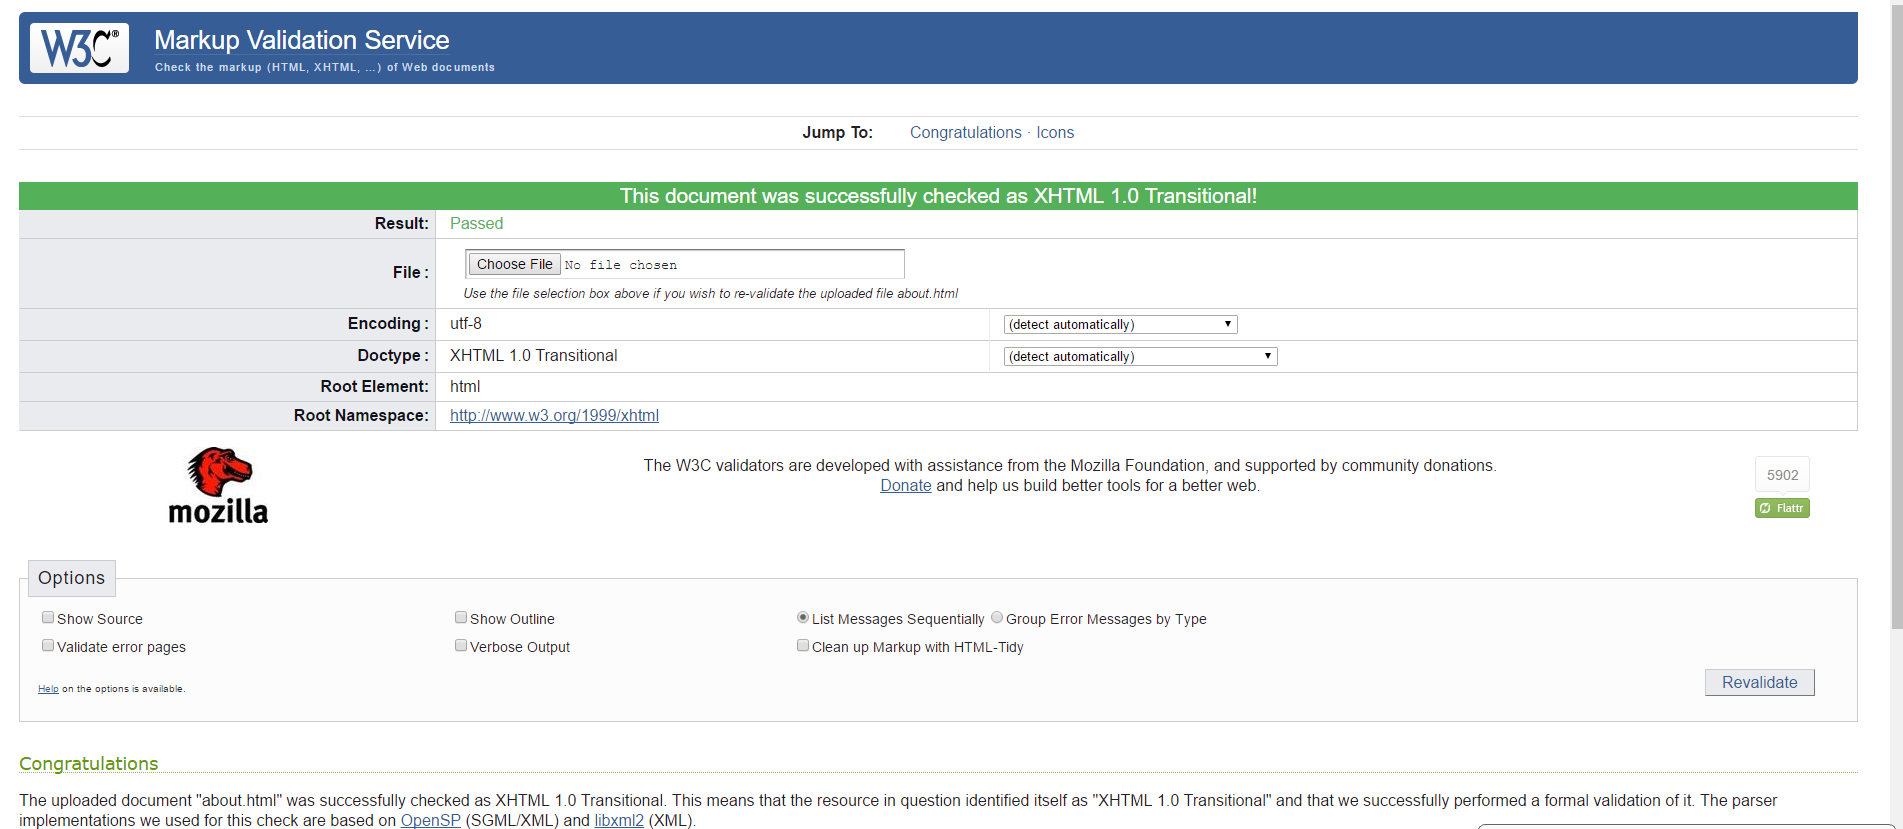 W3C®
Markup Validation Service
Check the markup (HTML, XHTML, …) of Web documents
Jump To: Congratulations · Icons
This document was successfully checked as XHTML 1.0 Transitional!
Result: Passed
File : Choose File No file chosen
Use the file selection box above if you wish to re-validate the uploaded file about.html
Encoding : utf-8 (detect automatically)
Doctype : XHTML 1.0 Transitional (detect automatically)
Root Element: html
Root Namespace: http://www.w3.org/1999/xhtml
mozilla
The W3C validators are developed with assistance from the Mozilla Foundation, and supported by community donations.
Donate and help us build better tools for a better web.
5902
Flattr
Options
Show Source Show Outline List Messages Sequentially Group Error Messages by Type
Validate error pages Verbose Output Clean up Markup with HTML-Tidy
Help on the options is available.
Revalidate
Congratulations
The uploaded document "about.html" was successfully checked as XHTML 1.0 Transitional. This means that the resource in question identified itself as "XHTML 1.0 Transitional" and that we successfully performed a formal validation of it. The parser
implementations we used for this check are based on OpenSP (SGML/XML) and libxml2 (XML).